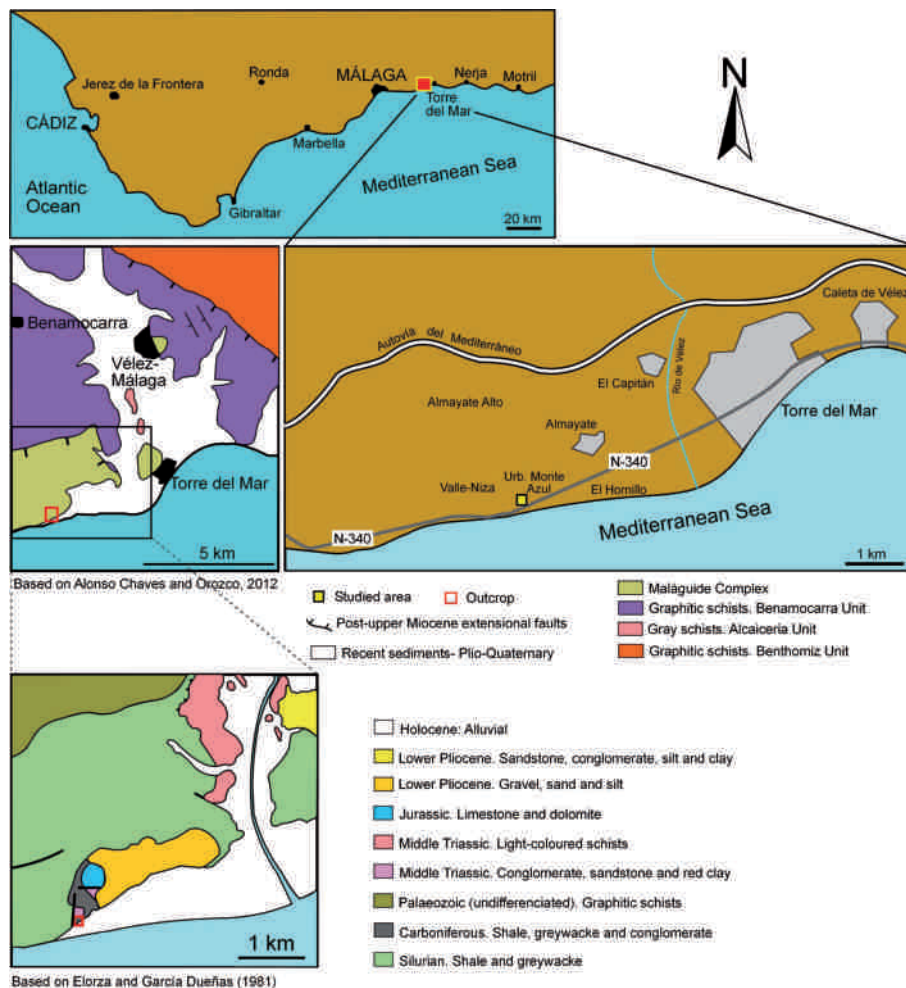 Jerez de la Frontera
Ronda
MÁLAGA
Nerja
Motril
Torre
del Mar
CÁDIZ
Marbella
Atlantic
Ocean
Gibraltar
Mediterranean Sea
20 km
N
Benamocarra
Vélez-
Málaga
Torre del Mar
5 km
Based on Alonso Chaves and Orozco, 2012
Caleta de Vélez
Autovía del Mediterráneo
El Capitán
Río de Vélez
Almayate Alto
Torre del Mar
Almayate
N-340
Urb. Monte
Azul
Valle-Niza
El Hornillo
N-340
Mediterranean Sea
1 km
Studied area
Outcrop
Post-upper Miocene extensional faults
Recent sediments- Plio-Quaternary
Maláguide Complex
Graphitic schists. Benamocarra Unit
Gray schists. Alcaicería Unit
Graphitic schists. Benthomiz Unit
Holocene: Alluvial
Lower Pliocene. Sandstone, conglomerate, silt and clay
Lower Pliocene. Gravel, sand and silt
Jurassic. Limestone and dolomite
Middle Triassic. Light-coloured schists
Middle Triassic. Conglomerate, sandstone and red clay
Palaeozoic (undifferenciated). Graphitic schists
Carboniferous. Shale, greywacke and conglomerate
Silurian. Shale and greywacke
1 km
Based on Elorza and García Dueñas (1981)